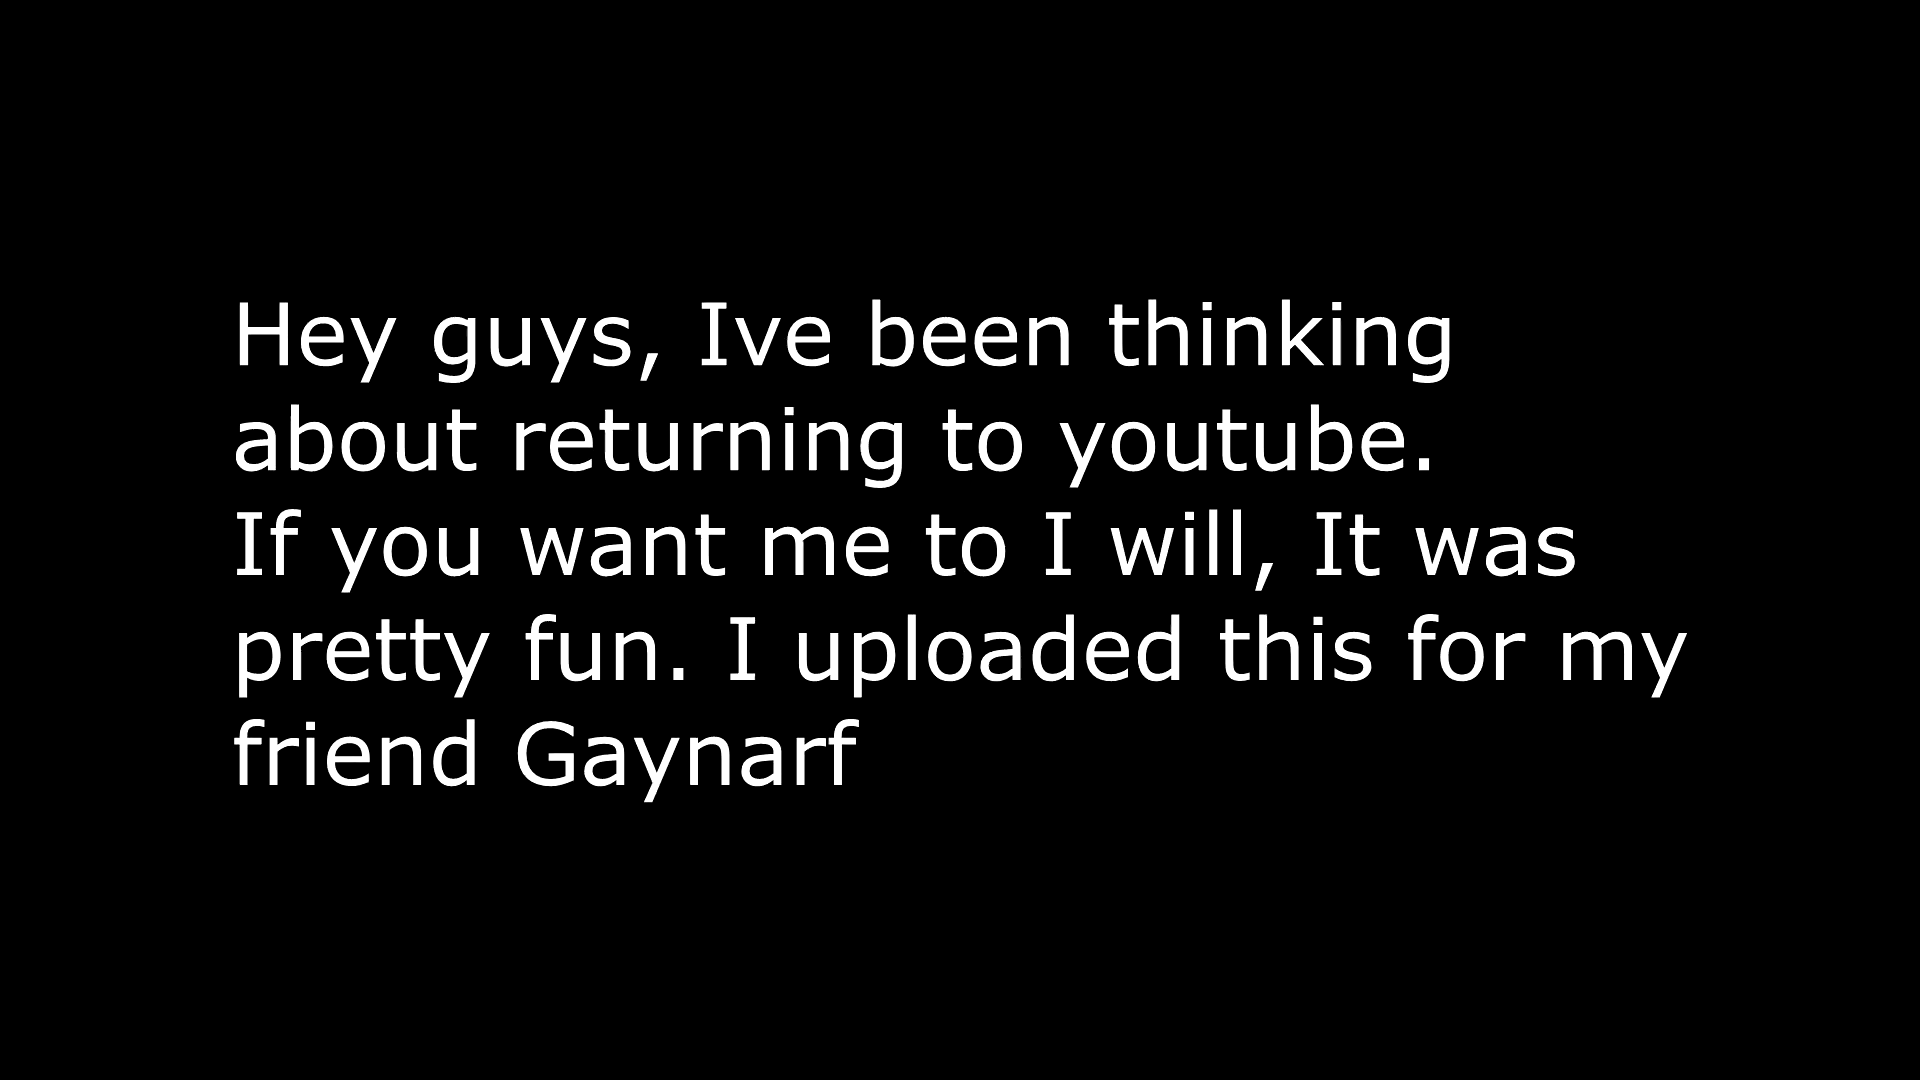 Hey guys, Ive been thinking
about returning to youtube.
If you want me to I will, It was
pretty fun. I uploaded this for my
friend Gaynarf